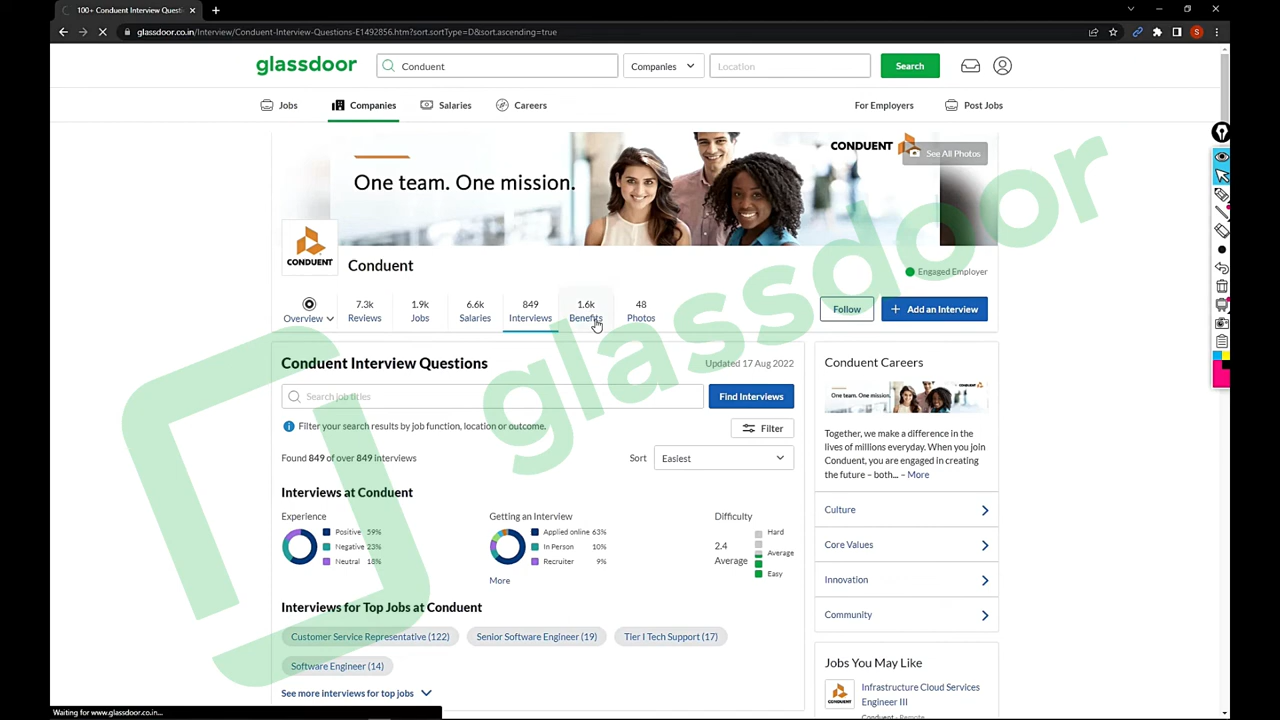 100+ Conduent Interview Questions
glassdoor.co.in/Interview/Conduent-Interview-Questions-E1492856.htm?sort.sortType=D&sort.ascending=true
S
glassdoor
Conduent
Companies
Location
Search
Jobs
Companies
Salaries
Careers
For Employers
Post Jobs
CONDUENT
See All Photos
One team. One mission.
CONDUENT
Conduent
Engaged Employer
Overview
7.3k
Reviews
1.9k
Jobs
6.6k
Salaries
849
Interviews
1.6k
Benefits
48
Photos
Follow
+ Add an Interview
glassdoor
Conduent Interview Questions
Updated 17 Aug 2022
Search job titles
Find Interviews
Filter your search results by job function, location or outcome.
Filter
Found 849 of over 849 interviews
Sort
Easiest
Interviews at Conduent
Experience
Positive 59%
Negative 23%
Neutral 18%
Getting an Interview
Applied online 63%
In Person 10%
Recruiter 9%
More
Difficulty
2.4
Average
Hard
Average
Easy
Interviews for Top Jobs at Conduent
Customer Service Representative (122)
Senior Software Engineer (19)
Tier I Tech Support (17)
Software Engineer (14)
See more interviews for top jobs
Conduent Careers
One team. One mission.
Together, we make a difference in the
lives of millions everyday. When you join
Conduent, you are engaged in creating
the future – both... – More
Culture
Core Values
Innovation
Community
Jobs You May Like
CONDUENT
Infrastructure Cloud Services
Engineer III
Conduent - Remote
Waiting for www.glassdoor.co.in...